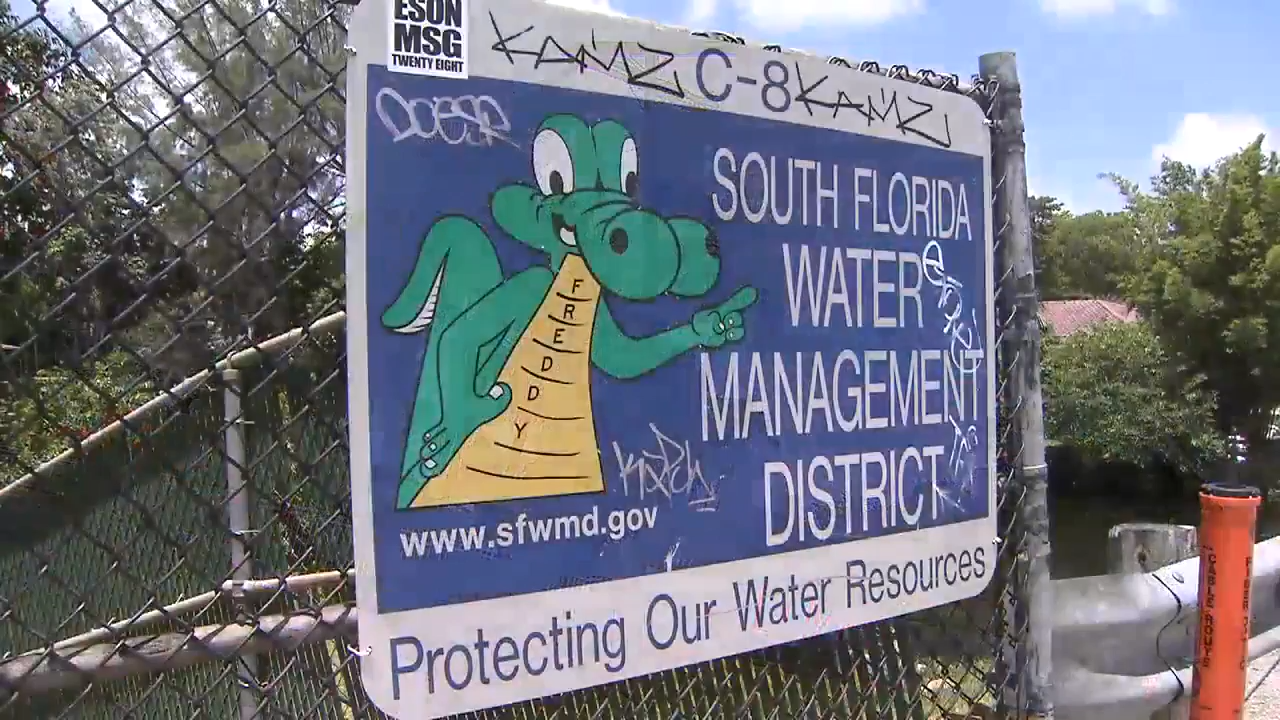 ESON
MSG
TWENTY EIGHT
KAMZ C-8 KAMZ
DOESR
SOUTH FLORIDA
WATER
MANAGEMENT
DISTRICT
FREDDY
www.sfwmd.gov
Protecting Our Water Resources
CABLE ROUTE